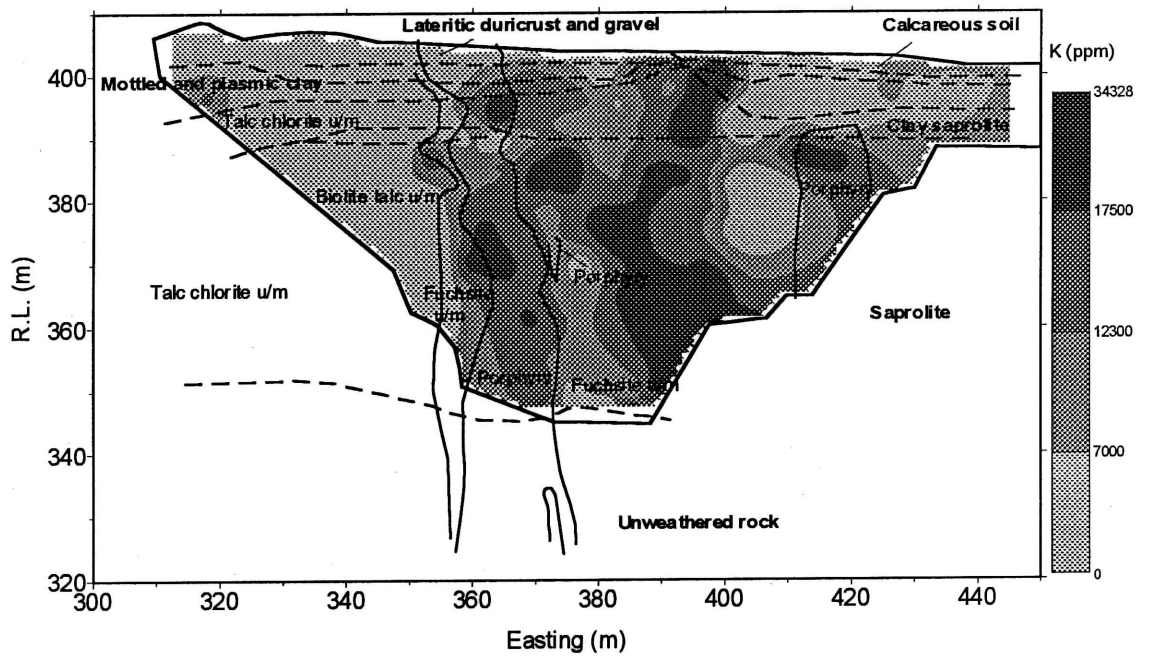 Lateritic duricrust and gravel
Calcareous soil
K (ppm)
400
34328
Mottled and plasmic clay
Talc chlorite u/m
Clay saprolite
Biolite talc u/m
Porphyry
380
17500
Talc chlorite u/m
Porphyry
Fuchsite
u/m
Saprolite
R.L. (m)
360
12300
Porphyry
Fuchsite u/m
7000
340
Unweathered rock
320
0
300
320
340
360
380
400
420
440
Easting (m)